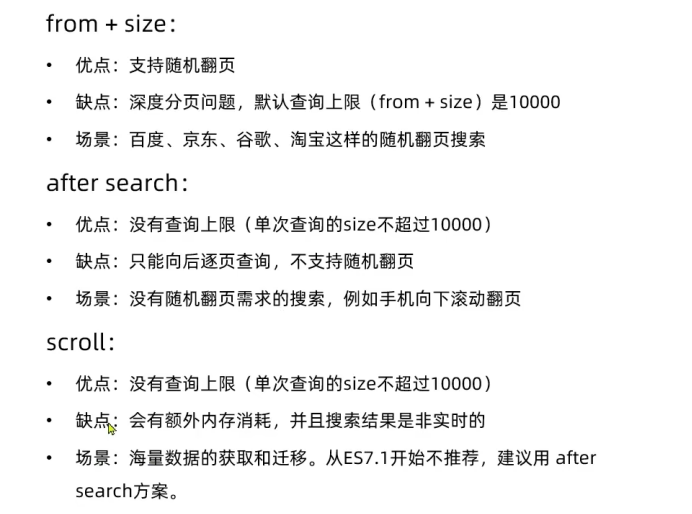 from + size：
• 优点：支持随机翻页
• 缺点：深度分页问题，默认查询上限（from + size）是10000
• 场景：百度、京东、谷歌、淘宝这样的随机翻页搜索
after search：
• 优点：没有查询上限（单次查询的size不超过10000）
• 缺点：只能向后逐页查询，不支持随机翻页
• 场景：没有随机翻页需求的搜索，例如手机向下滚动翻页
scroll：
• 优点：没有查询上限（单次查询的size不超过10000）
• 缺点：会有额外内存消耗，并且搜索结果是非实时的
• 场景：海量数据的获取和迁移。从ES7.1开始不推荐，建议用 after
search方案。